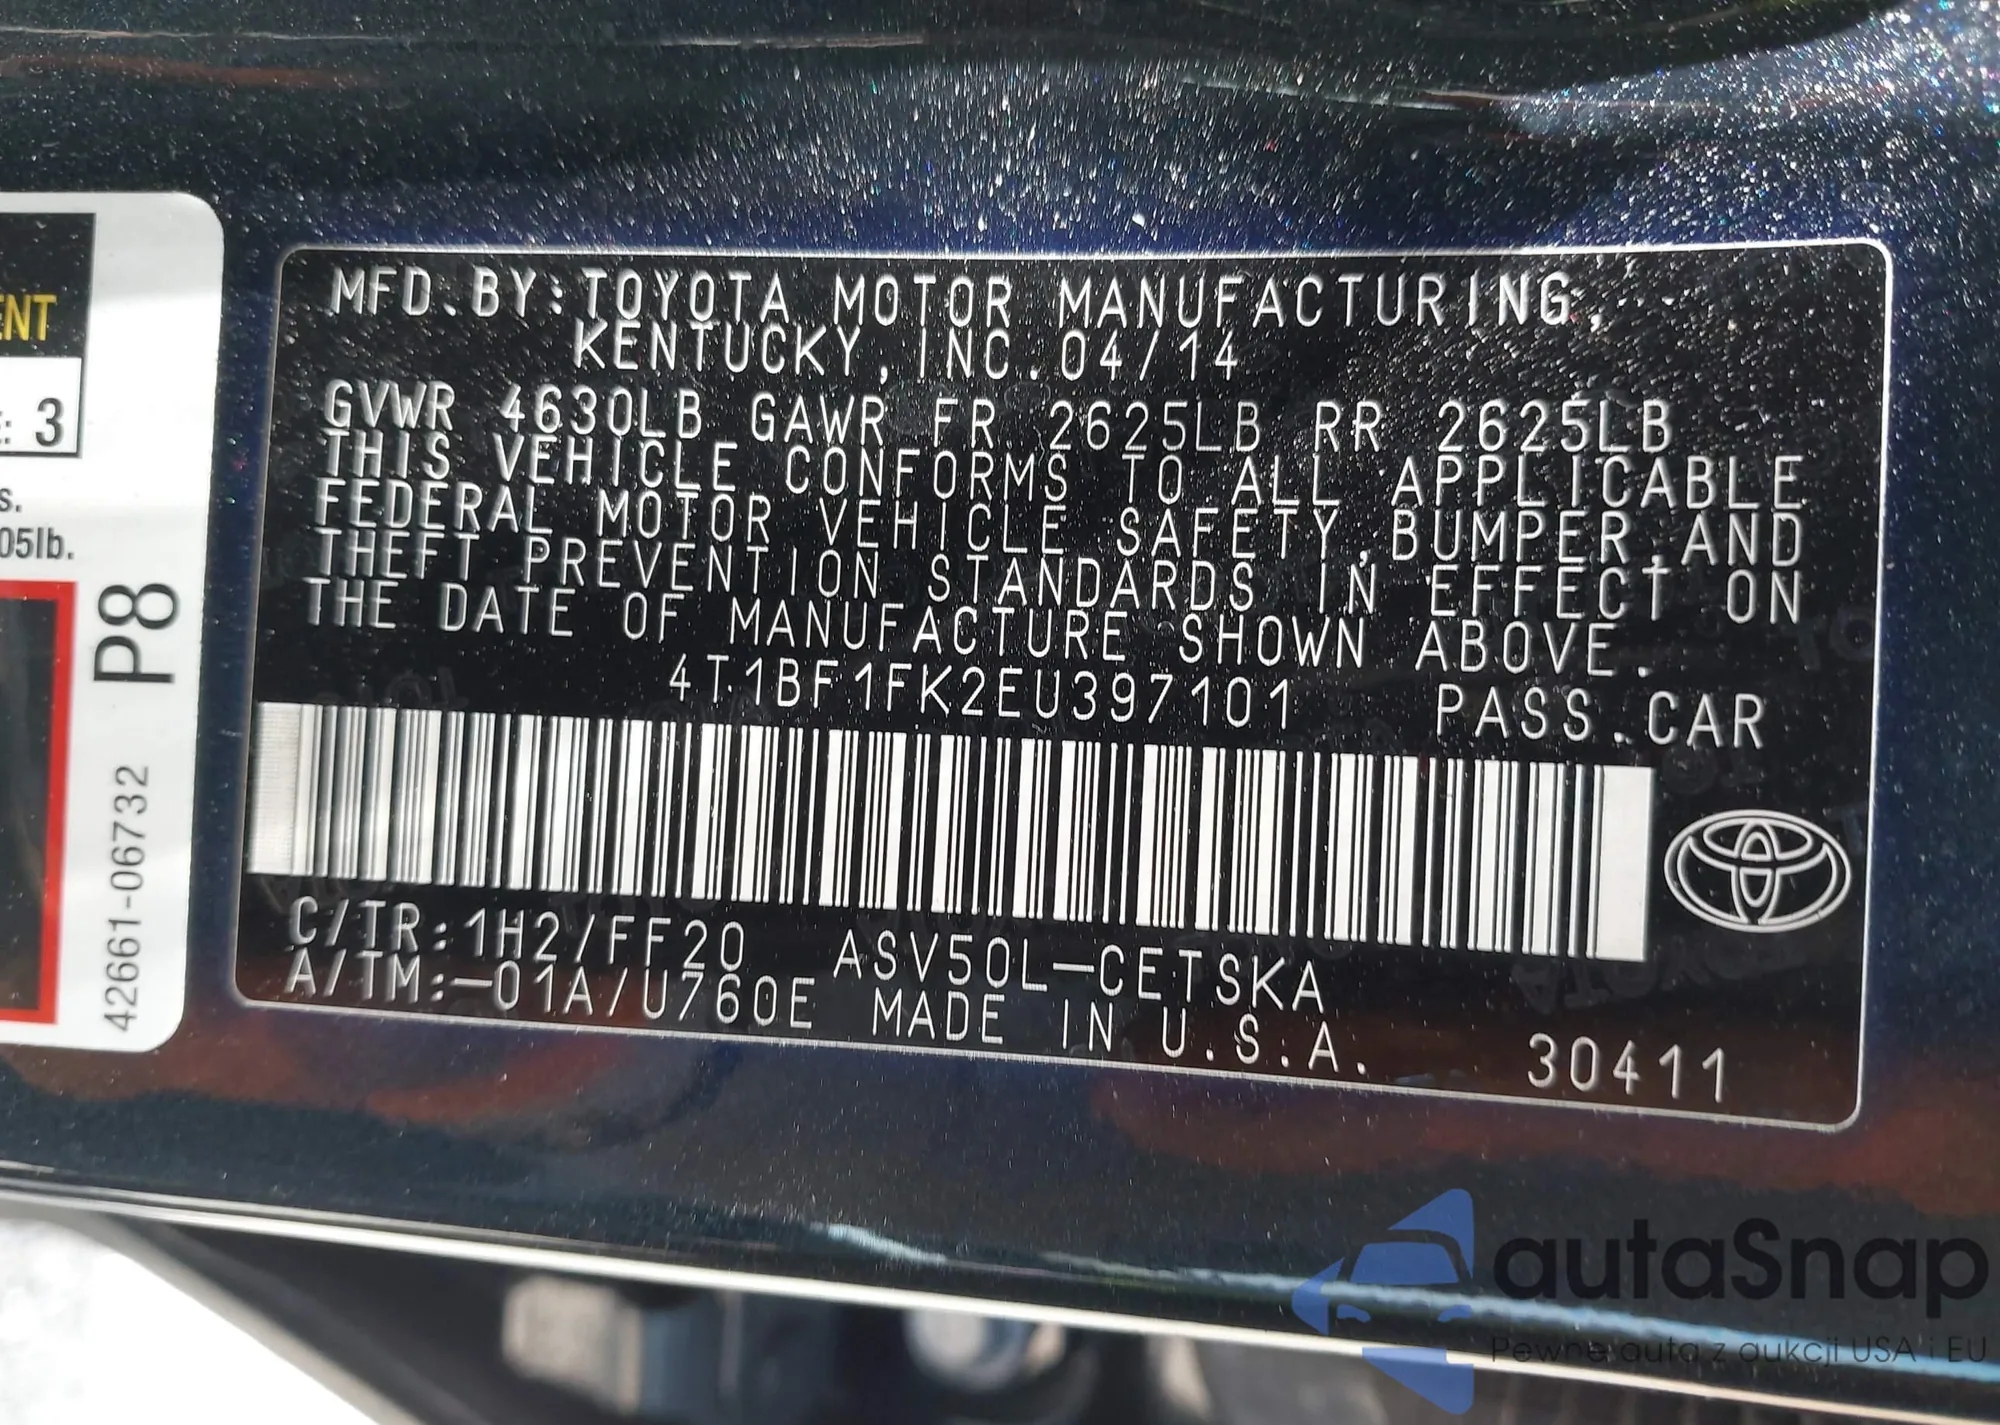 ENT
: 3
s.
05lb.
P8
42661-06732
MFD.BY:TOYOTA MOTOR MANUFACTURING,
KENTUCKY, INC. 04/14
GVWR 4630LB GAWR FR 2625LB RR 2625LB
THIS VEHICLE CONFORMS TO ALL APPLICABLE
FEDERAL MOTOR VEHICLE SAFETY,BUMPER,AND
THEFT PREVENTION STANDARDS IN EFFECT ON
THE DATE OF MANUFACTURE SHOWN ABOVE.
4T1BF1FK2EU397101 PASS.CAR
C/TR:1H2/FF20 ASV50L-CETSKA
A/TM:-01A/U760E MADE IN U.S.A. 30411
autaSnap
Pewne auta z aukcji USA i EU